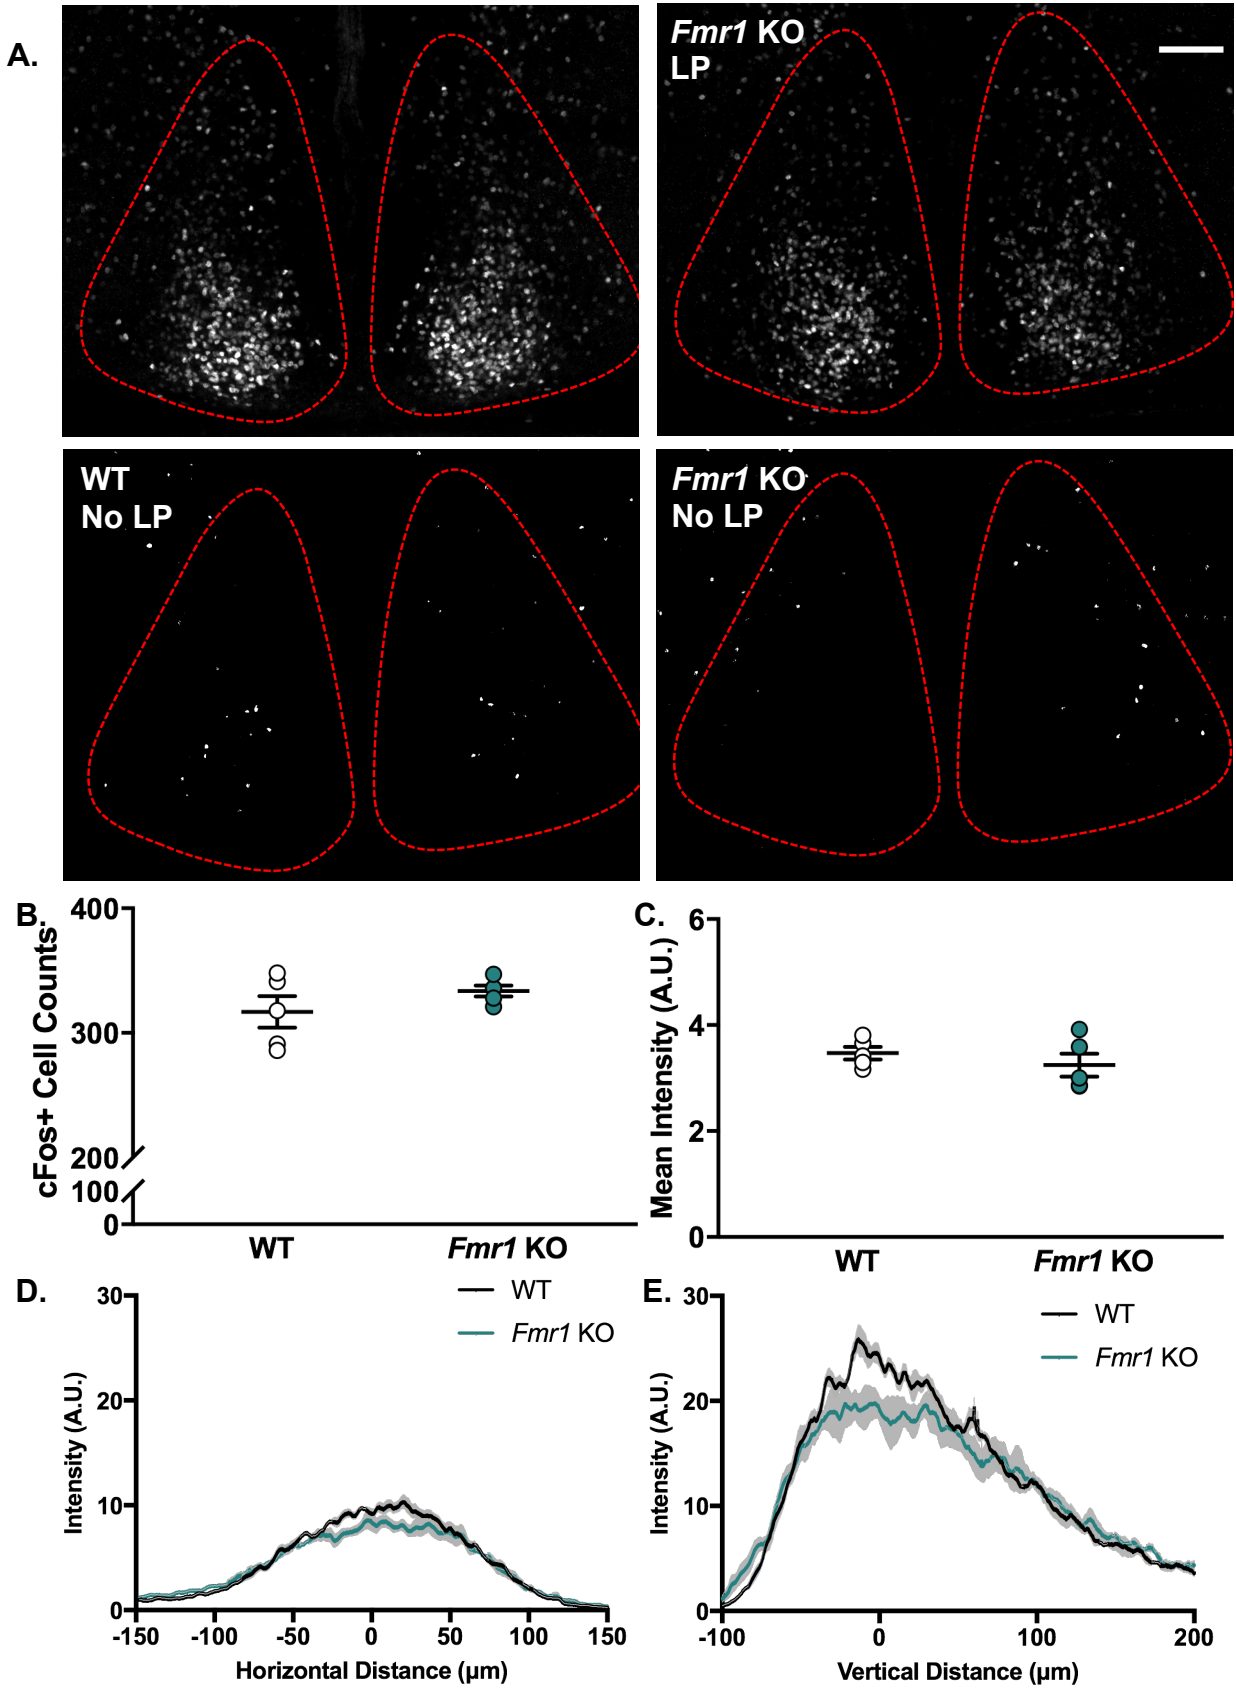 A.
Fmr1 KO
LP
WT
No LP
Fmr1 KO
No LP
B.
400
300
200
100
0
cFos+ Cell Counts
WT
Fmr1 KO
C.
6
4
2
0
Mean Intensity (A.U.)
WT
Fmr1 KO
D.
WT
Fmr1 KO
30
20
10
0
Intensity (A.U.)
-150
-100
-50
0
50
100
150
Horizontal Distance (µm)
E.
WT
Fmr1 KO
30
20
10
0
Intensity (A.U.)
-100
0
100
200
Vertical Distance (µm)